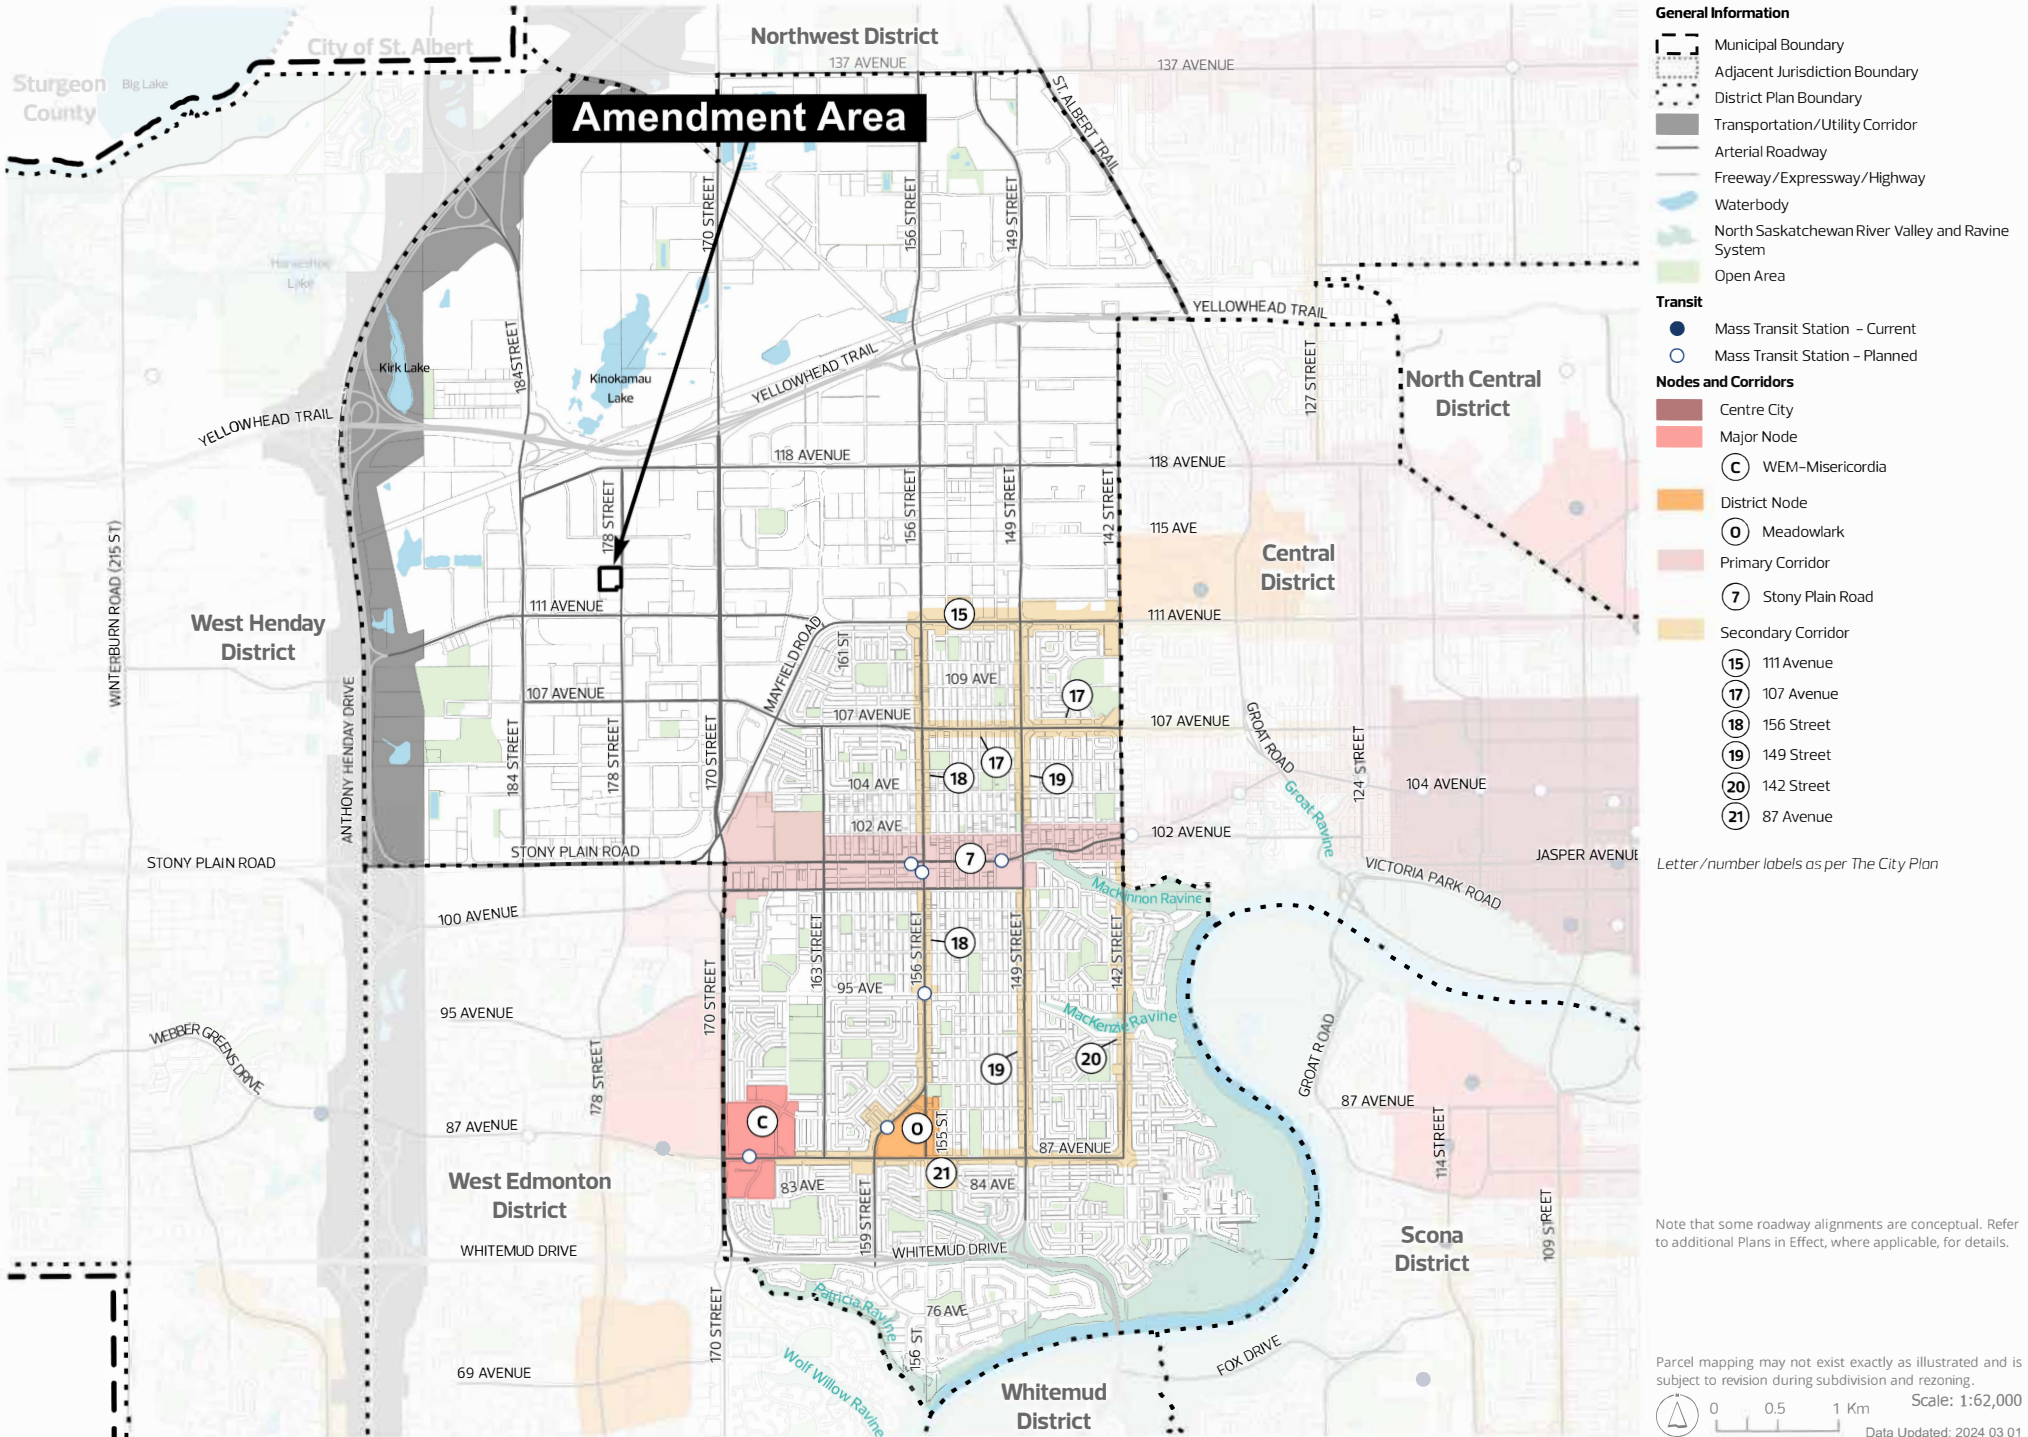 City of St. Albert
Sturgeon
County
Big Lake
Northwest District
137 AVENUE
137 AVENUE
Amendment Area
ST. ALBERT TRAIL
170 STREET
156 STREET
149 STREET
Horseshoe
Lake
Kirk Lake
184 STREET
Kinokamau
Lake
YELLOWHEAD TRAIL
YELLOWHEAD TRAIL
YELLOWHEAD TRAIL
127 STREET
North Central
District
118 AVENUE
118 AVENUE
178 STREET
156 STREET
149 STREET
142 STREET
115 AVE
Central
District
WINTERBURN ROAD (215 ST)
West Henday
District
111 AVENUE
15
111 AVENUE
MAYFIELD ROAD
161 ST
109 AVE
17
107 AVENUE
107 AVENUE
107 AVENUE
GROAT ROAD
ANTHONY HENDAY DRIVE
184 STREET
178 STREET
170 STREET
18
17
19
104 AVE
124 STREET
104 AVENUE
Groat Ravine
102 AVE
102 AVENUE
STONY PLAIN ROAD
STONY PLAIN ROAD
7
JASPER AVENUE
VICTORIA PARK ROAD
MacKinnon Ravine
100 AVENUE
163 STREET
156 STREET
18
149 STREET
142 STREET
170 STREET
95 AVENUE
95 AVE
MacKenzie Ravine
WEBBER GREENS DRIVE
178 STREET
19
20
GROAT ROAD
87 AVENUE
C
O
155 ST
87 AVENUE
87 AVENUE
114 STREET
21
83 AVE
84 AVE
West Edmonton
District
159 STREET
109 STREET
Scona
District
WHITEMUD DRIVE
WHITEMUD DRIVE
170 STREET
Patricia Ravine
76 AVE
156 ST
Wolf Willow Ravine
69 AVENUE
FOX DRIVE
Whitemud
District
General Information
Municipal Boundary
Adjacent Jurisdiction Boundary
District Plan Boundary
Transportation/Utility Corridor
Arterial Roadway
Freeway/Expressway/Highway
Waterbody
North Saskatchewan River Valley and Ravine
System
Open Area
Transit
Mass Transit Station - Current
Mass Transit Station - Planned
Nodes and Corridors
Centre City
Major Node
C WEM-Misericordia
District Node
O Meadowlark
Primary Corridor
7 Stony Plain Road
Secondary Corridor
15 111 Avenue
17 107 Avenue
18 156 Street
19 149 Street
20 142 Street
21 87 Avenue
Letter/number labels as per The City Plan
Note that some roadway alignments are conceptual. Refer
to additional Plans in Effect, where applicable, for details.
Parcel mapping may not exist exactly as illustrated and is
subject to revision during subdivision and rezoning.
Scale: 1:62,000
0 0.5 1 Km
Data Updated: 2024 03 01